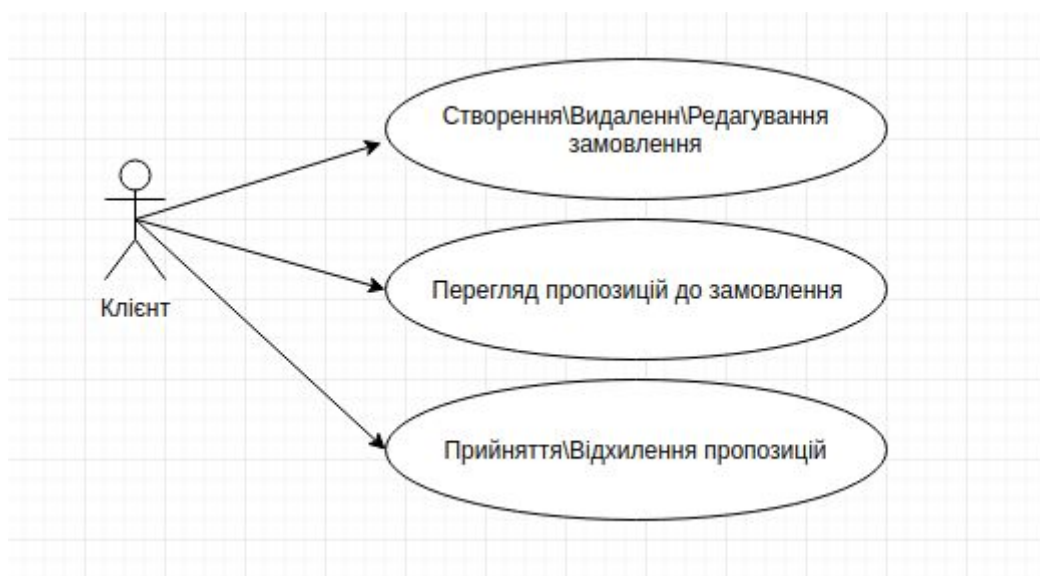 Створення\Видаленн\Редагування
замовлення
Перегляд пропозицій до замовлення
Клієнт
Прийняття\Відхилення пропозицій